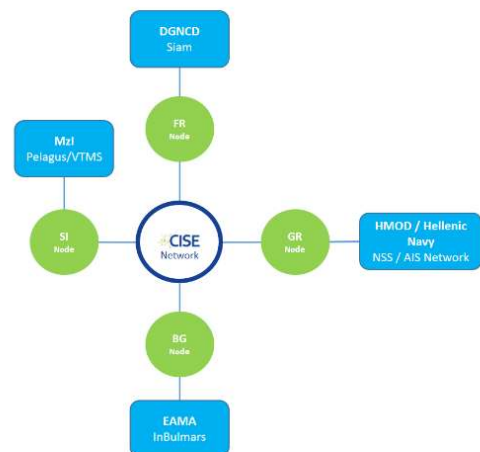 DGNCD
Siam
FR
Node
MzI
Pelagus/VTMS
SI
Node
CISE
Network
GR
Node
HMOD / Hellenic
Navy
NSS / AIS Network
BG
Node
EAMA
InBulmars